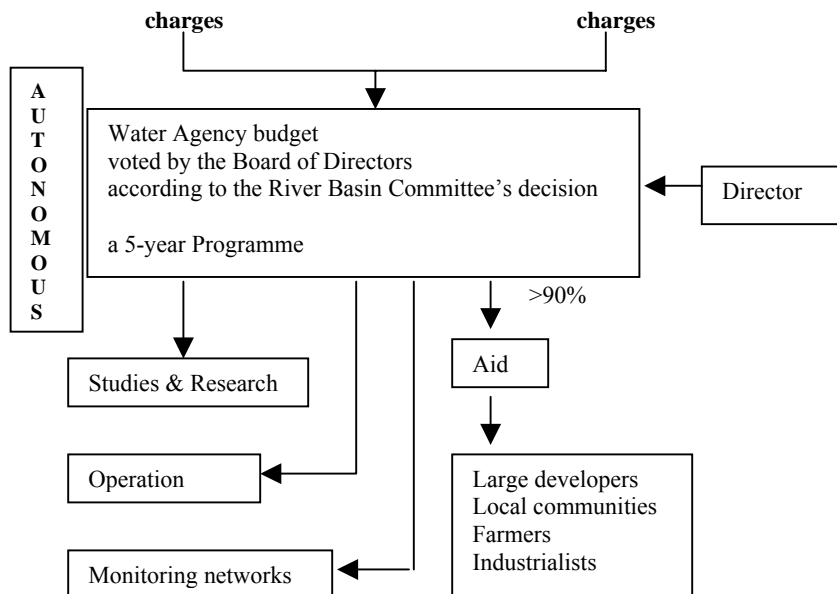 charges charges
AUTONOMOUS
Water Agency budget
voted by the Board of Directors
according to the River Basin Committee's decision
a 5-year Programme
Director
>90%
Aid
Studies & Research
Operation
Large developers
Local communities
Farmers
Industrialists
Monitoring networks